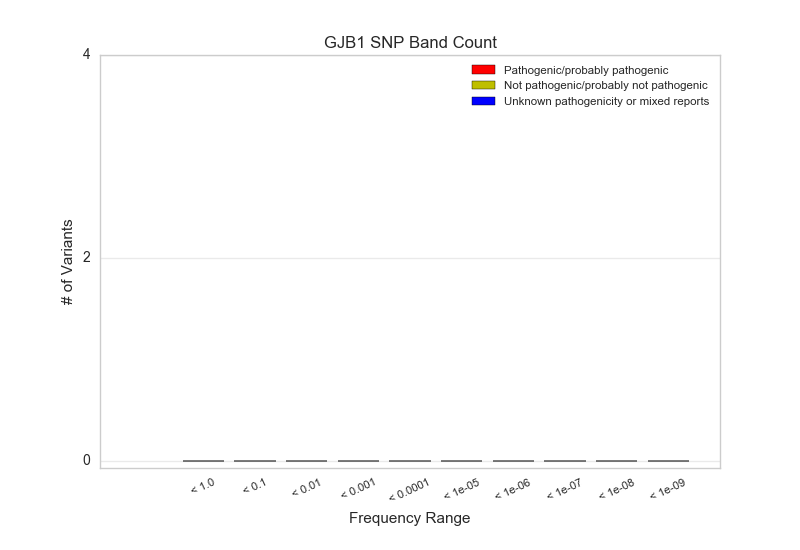 GJB1 SNP Band Count
4
Pathogenic/probably pathogenic
Not pathogenic/probably not pathogenic
Unknown pathogenicity or mixed reports
# of Variants
2
0
< 1.0
< 0.1
< 0.01
< 0.001
< 0.0001
< 1e-05
< 1e-06
< 1e-07
< 1e-08
< 1e-09
Frequency Range